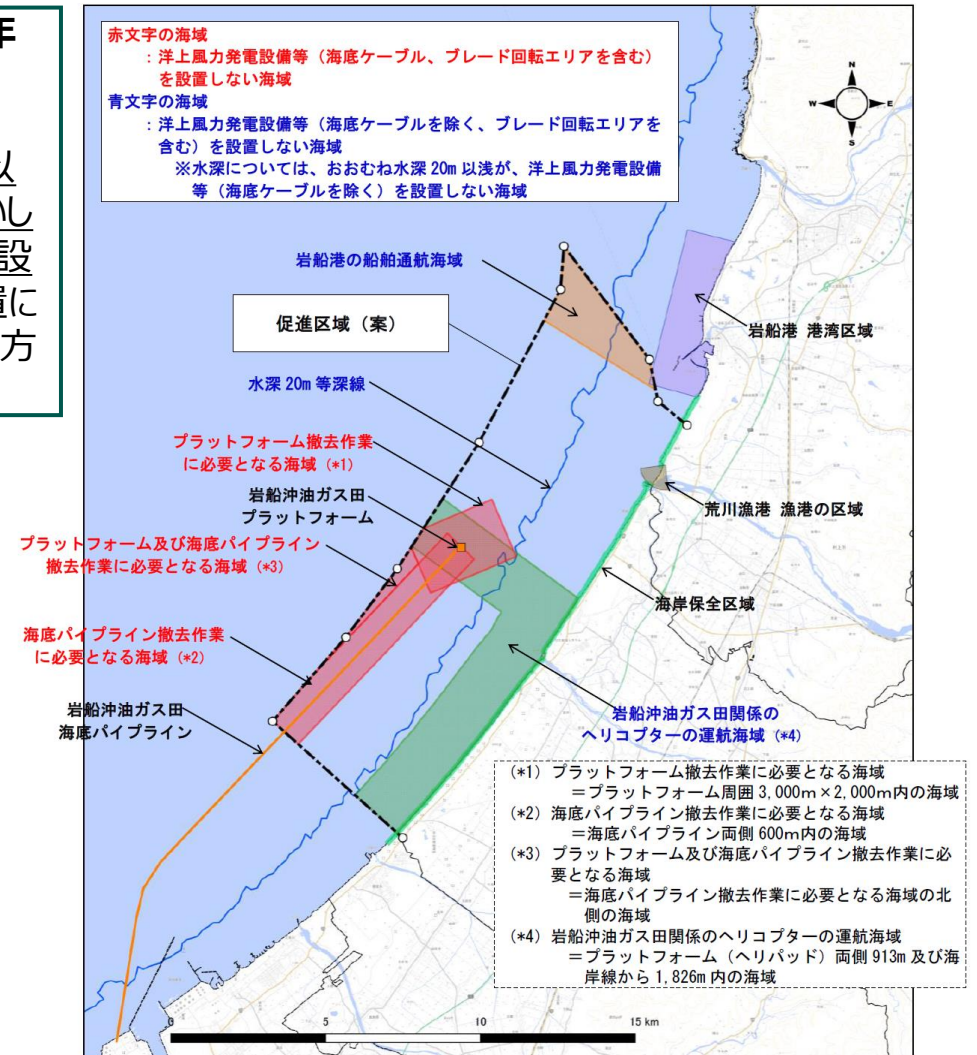 年
以
かし
設
置に
方
赤文字の海域
:洋上風力発電設備等(海底ケーブル、ブレード回転エリアを含む)
を設置しない海域
青文字の海域
:洋上風力発電設備等(海底ケーブルを除く、ブレード回転エリアを
含む)を設置しない海域
※水深については、おおむね水深 20m 以浅が、洋上風力発電設備
等(海底ケーブルを除く)を設置しない海域
N
W
E
S
岩船港の船舶通航海域
促進区域(案)
岩船港 港湾区域
水深 20m 等深線
プラットフォーム撤去作業
に必要となる海域 (*1)
岩船沖油ガス田
プラットフォーム
荒川漁港 漁港の区域
プラットフォーム及び海底パイプライン
撤去作業に必要となる海域 (*3)
海岸保全区域
海底パイプライン撤去作業
に必要となる海域 (*2)
岩船沖油ガス田
海底パイプライン
岩船沖油ガス田関係の
ヘリコプターの運航海域 (*4)
(*1) プラットフォーム撤去作業に必要となる海域
=プラットフォーム周囲 3,000m×2,000m内の海域
(*2) 海底パイプライン撤去作業に必要となる海域
=海底パイプライン両側 600m内の海域
(*3) プラットフォーム及び海底パイプライン撤去作業に必
要となる海域
=海底パイプライン撤去作業に必要となる海域の北
側の海域
(*4) 岩船沖油ガス田関係のヘリコプターの運航海域
=プラットフォーム(ヘリパッド)両側 913m 及び海
岸線から 1,826m 内の海域
0 5 10 15 km